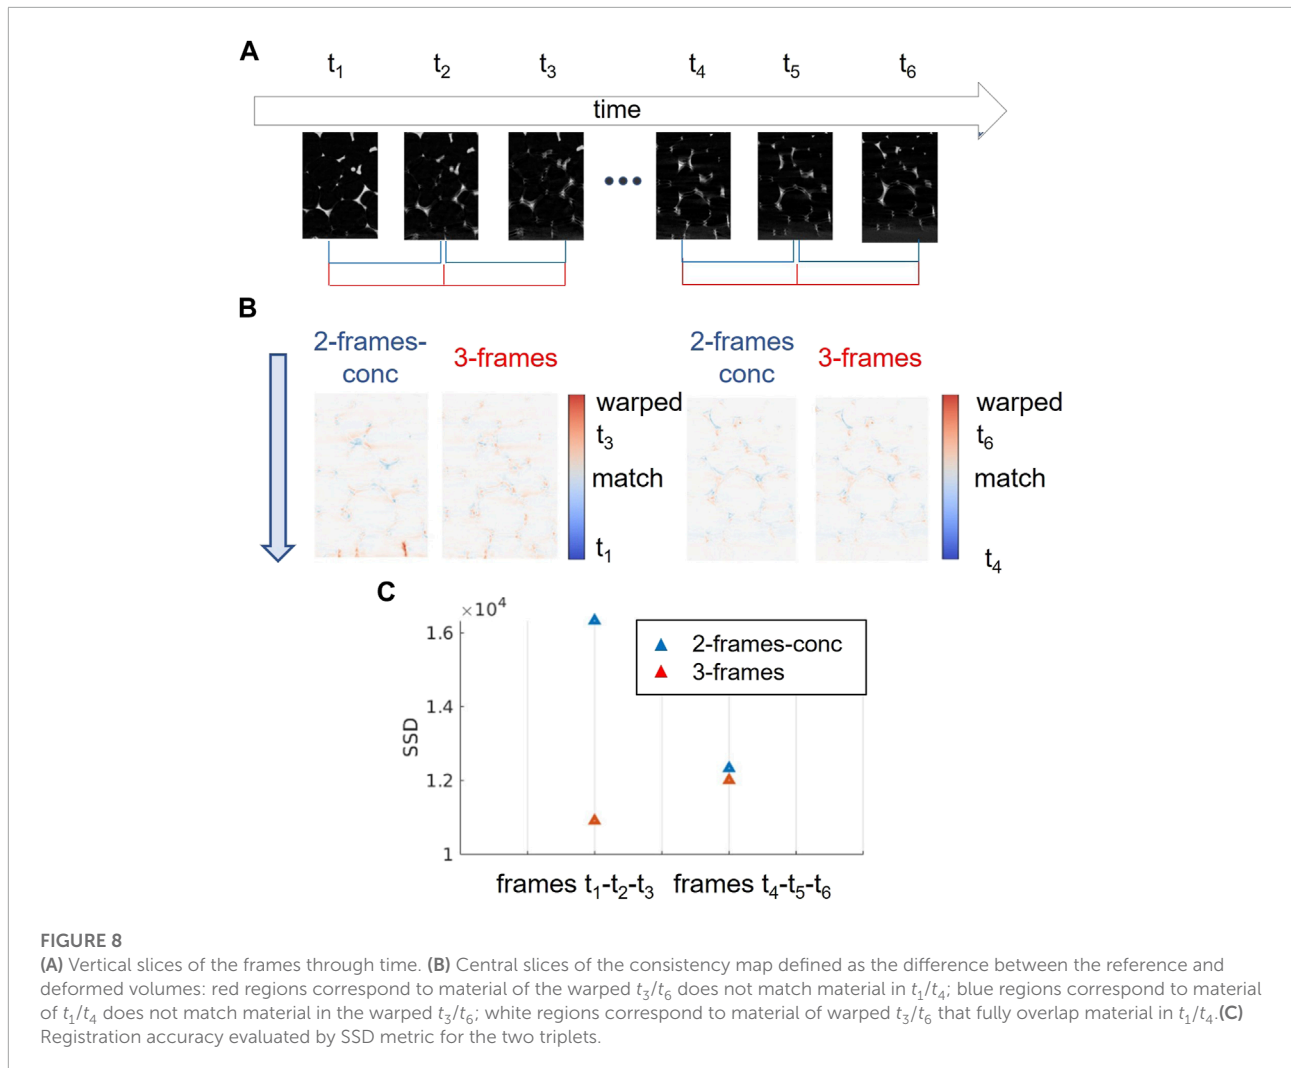 A
t1 t2 t3 t4 t5 t6
time
B
2-frames-
conc
3-frames
warped
t3
match
t1
2-frames
conc
3-frames
warped
t6
match
t4
C
×10^4
1.6
1.4
1.2
1
SSD
2-frames-conc
3-frames
frames t1-t2-t3 frames t4-t5-t6
FIGURE 8
(A) Vertical slices of the frames through time. (B) Central slices of the consistency map defined as the difference between the reference and
deformed volumes: red regions correspond to material of the warped t3/t6 does not match material in t1/t4; blue regions correspond to material
of t1/t4 does not match material in the warped t3/t6; white regions correspond to material of warped t3/t6 that fully overlap material in t1/t4.(C)
Registration accuracy evaluated by SSD metric for the two triplets.